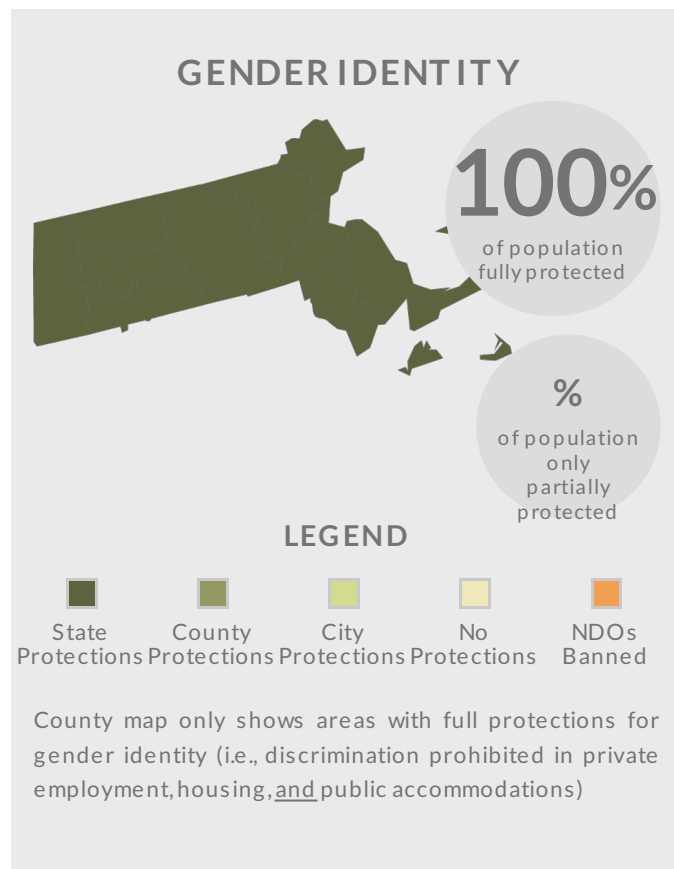 GENDER IDENTITY
100%
of population
fully protected
%
of population
only
partially
protected
LEGEND
State
Protections
County
Protections
City
Protections
No
Protections
NDOs
Banned
County map only shows areas with full protections for
gender identity (i.e., discrimination prohibited in private
employment, housing, and public accommodations)